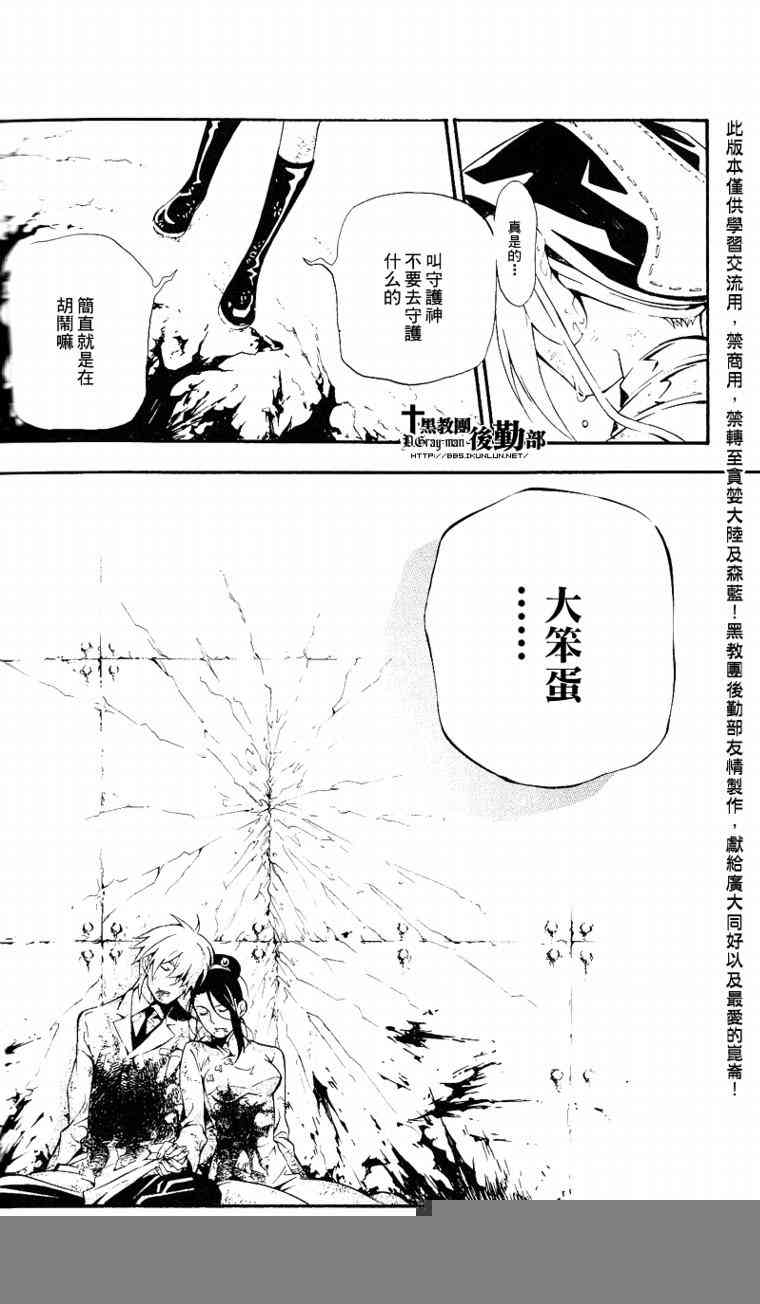 真是的…
叫守護神
不要去守護
什么的
簡直就是在
胡鬧嘛
黑教團
D.Gray-man-後勤部
HTTP://BBS.IKUNLUN.NET/
大笨蛋
……
此版本僅供學習交流用，禁商用，禁轉至貪婪大陸及森藍！黑教團後勤部友情製作，獻給廣大同好以及最愛的崑崙！